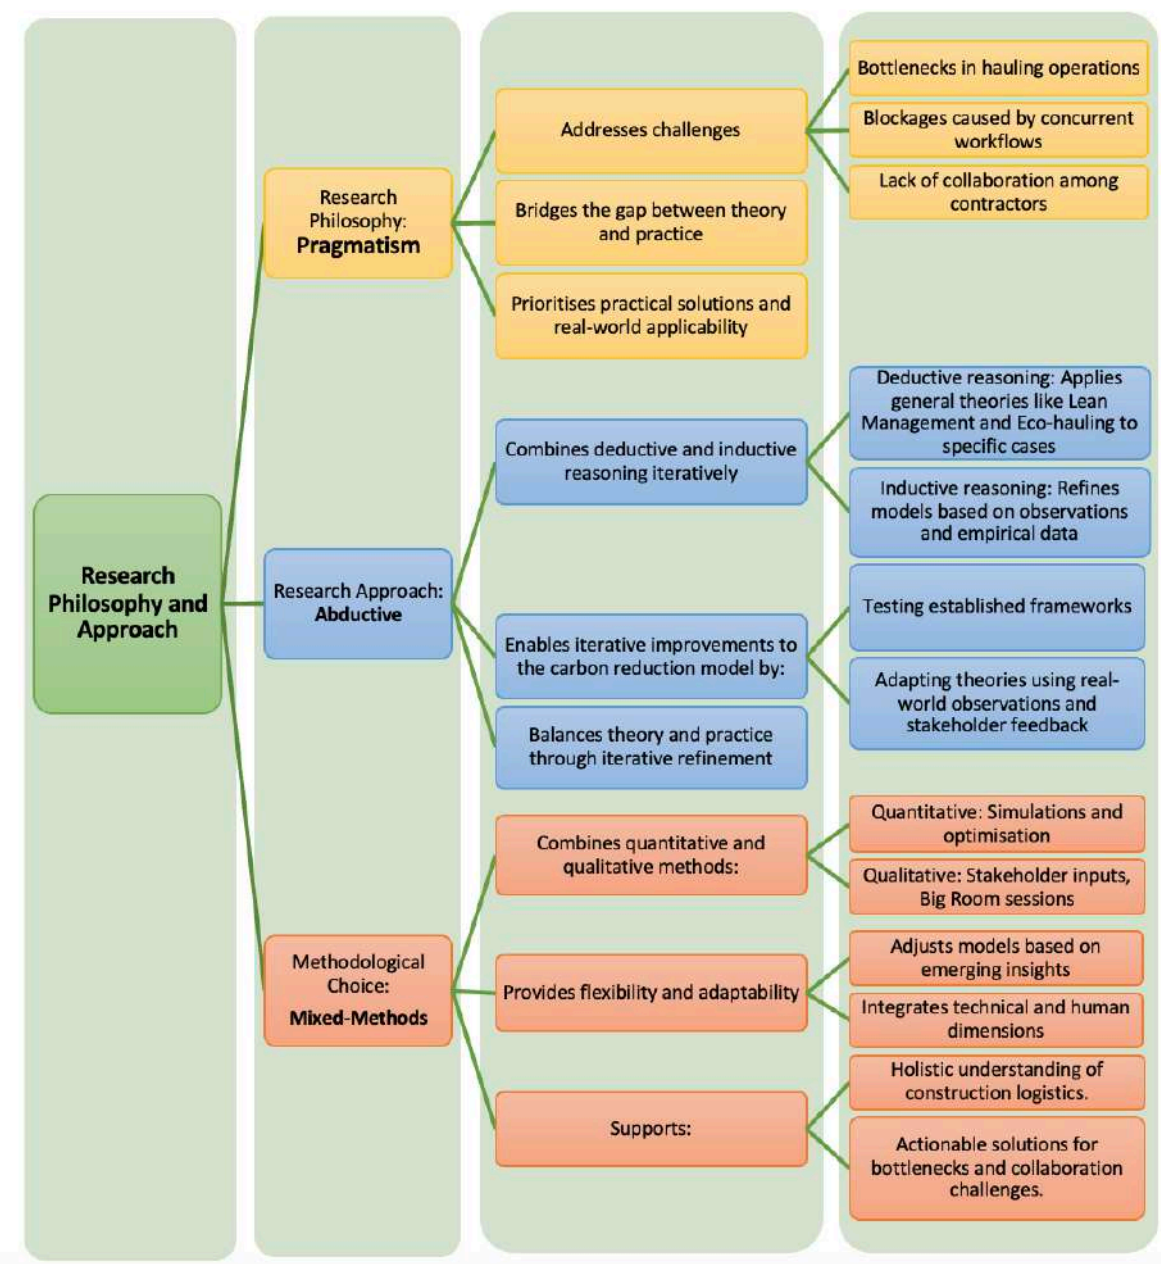 Research
Philosophy and
Approach
Research
Philosophy:
Pragmatism
Addresses challenges
Bottlenecks in hauling operations
Blockages caused by concurrent
workflows
Lack of collaboration among
contractors
Bridges the gap between theory
and practice
Prioritises practical solutions and
real-world applicability
Research Approach:
Abductive
Combines deductive and inductive
reasoning iteratively
Deductive reasoning: Applies
general theories like Lean
Management and Eco-hauling to
specific cases
Inductive reasoning: Refines
models based on observations
and empirical data
Enables iterative improvements to
the carbon reduction model by:
Testing established frameworks
Adapting theories using real-
world observations and
stakeholder feedback
Balances theory and practice
through iterative refinement
Methodological
Choice:
Mixed-Methods
Combines quantitative and
qualitative methods:
Quantitative: Simulations and
optimisation
Qualitative: Stakeholder inputs,
Big Room sessions
Provides flexibility and adaptability
Adjusts models based on
emerging insights
Integrates technical and human
dimensions
Supports:
Holistic understanding of
construction logistics.
Actionable solutions for
bottlenecks and collaboration
challenges.